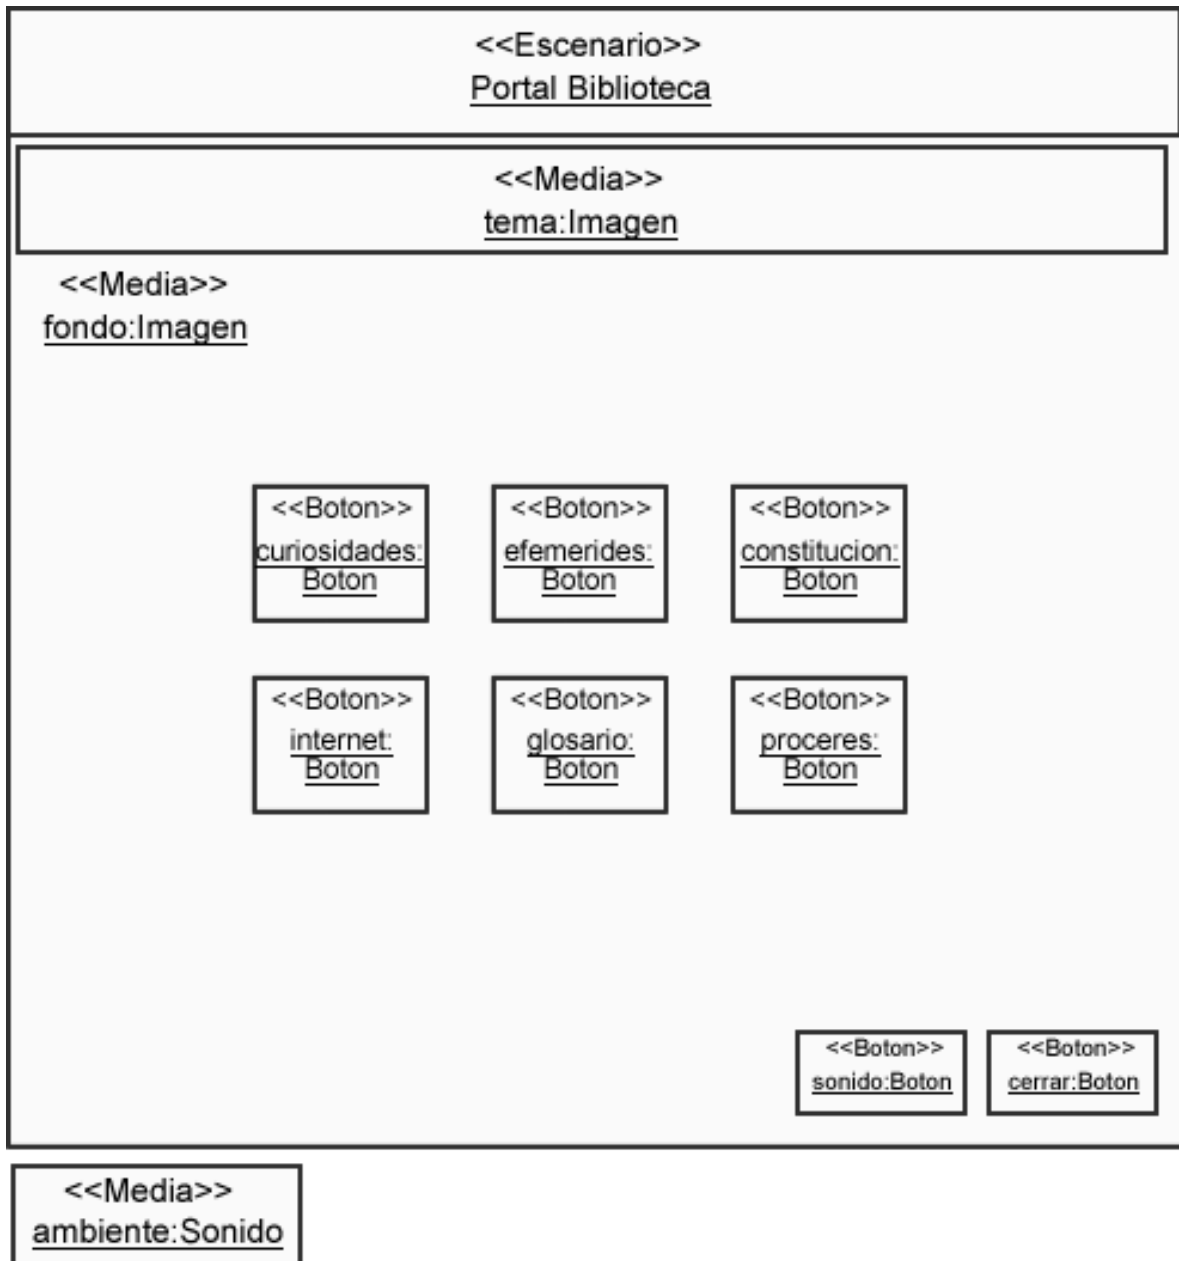 <<Escenario>>
Portal Biblioteca
<<Media>>
tema:Imagen
<<Media>>
fondo:Imagen
<<Boton>>
curiosidades:
Boton
<<Boton>>
efemerides:
Boton
<<Boton>>
constitucion:
Boton
<<Boton>>
internet:
Boton
<<Boton>>
glosario:
Boton
<<Boton>>
proceres:
Boton
<<Boton>>
sonido:Boton
<<Boton>>
cerrar:Boton
<<Media>>
ambiente:Sonido